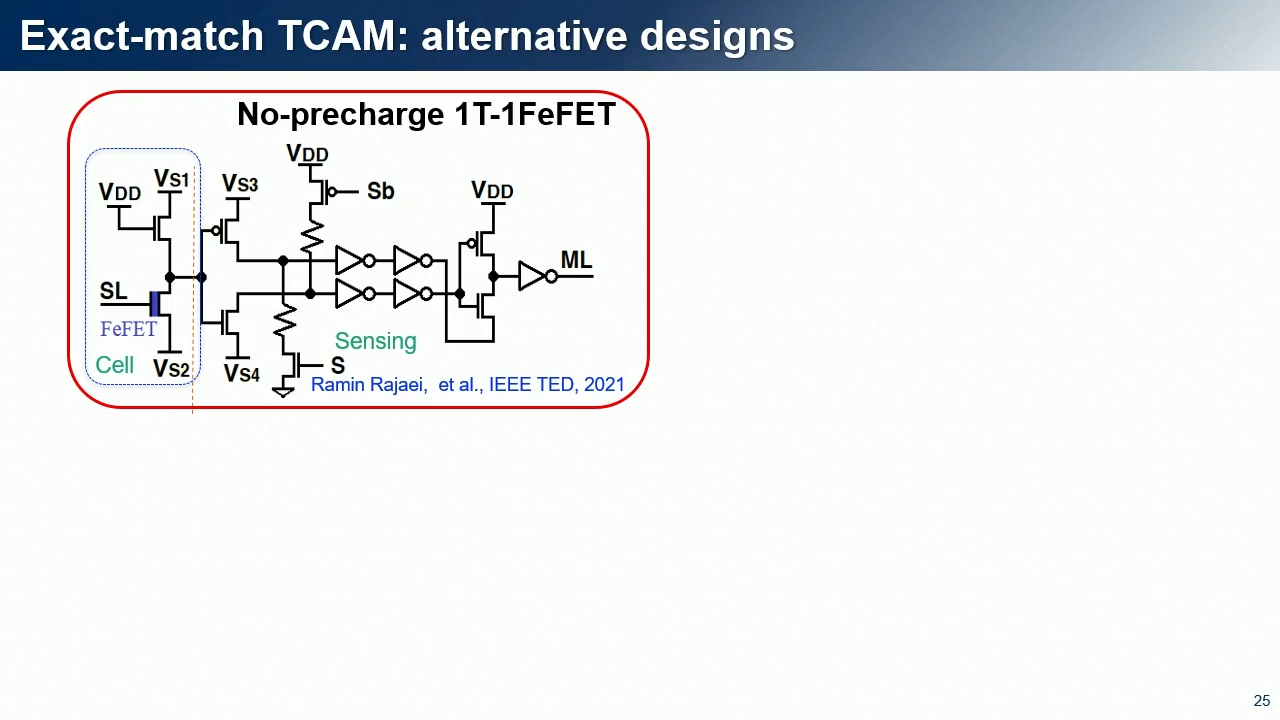 Exact-match TCAM: alternative designs
No-precharge 1T-1FeFET
VDD
VS1
VDD
VS3
Sb
VDD
SL
FeFET
ML
Sensing
Cell
VS2
VS4
S
Ramin Rajaei, et al., IEEE TED, 2021
25